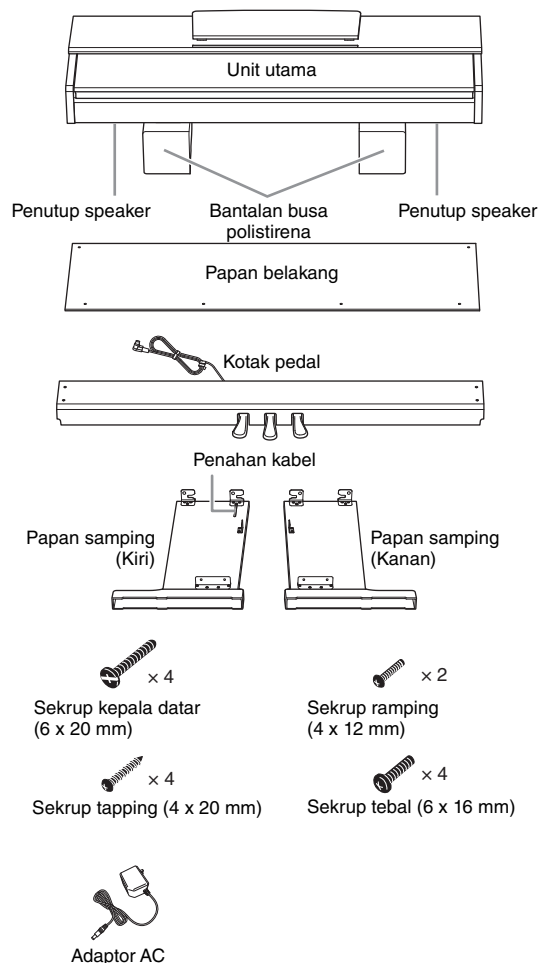 Unit utama
Penutup speaker
Bantalan busa
polistirena
Penutup speaker
Papan belakang
Kotak pedal
Penahan kabel
Papan samping
(Kiri)
Papan samping
(Kanan)
× 4
Sekrup kepala datar
(6 x 20 mm)
× 2
Sekrup ramping
(4 x 12 mm)
× 4
Sekrup tapping (4 x 20 mm)
× 4
Sekrup tebal (6 x 16 mm)
Adaptor AC